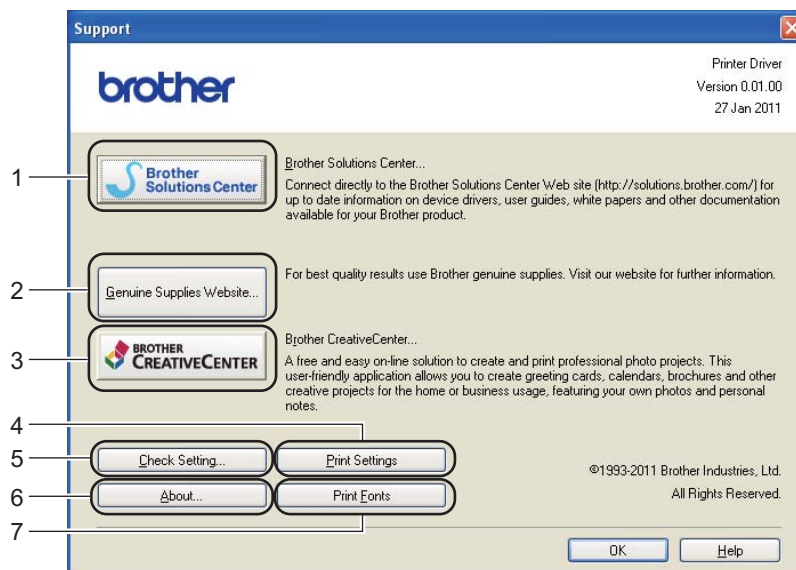 Support
brother
Printer Driver
Version 0.01.00
27 Jan 2011
1
Brother
Solutions Center
Brother Solutions Center...
Connect directly to the Brother Solutions Center Web site (http://solutions.brother.com/) for
up to date information on device drivers, user guides, white papers and other documentation
available for your Brother product.
2
Genuine Supplies Website...
For best quality results use Brother genuine supplies. Visit our website for further information.
3
BROTHER
CREATIVECENTER
Brother CreativeCenter...
A free and easy on-line solution to create and print professional photo projects. This
user-friendly application allows you to create greeting cards, calendars, brochures and other
creative projects for the home or business usage, featuring your own photos and personal
notes.
4
5
Check Setting...
Print Settings
©1993-2011 Brother Industries, Ltd.
6
About...
Print Fonts
All Rights Reserved.
7
OK
Help